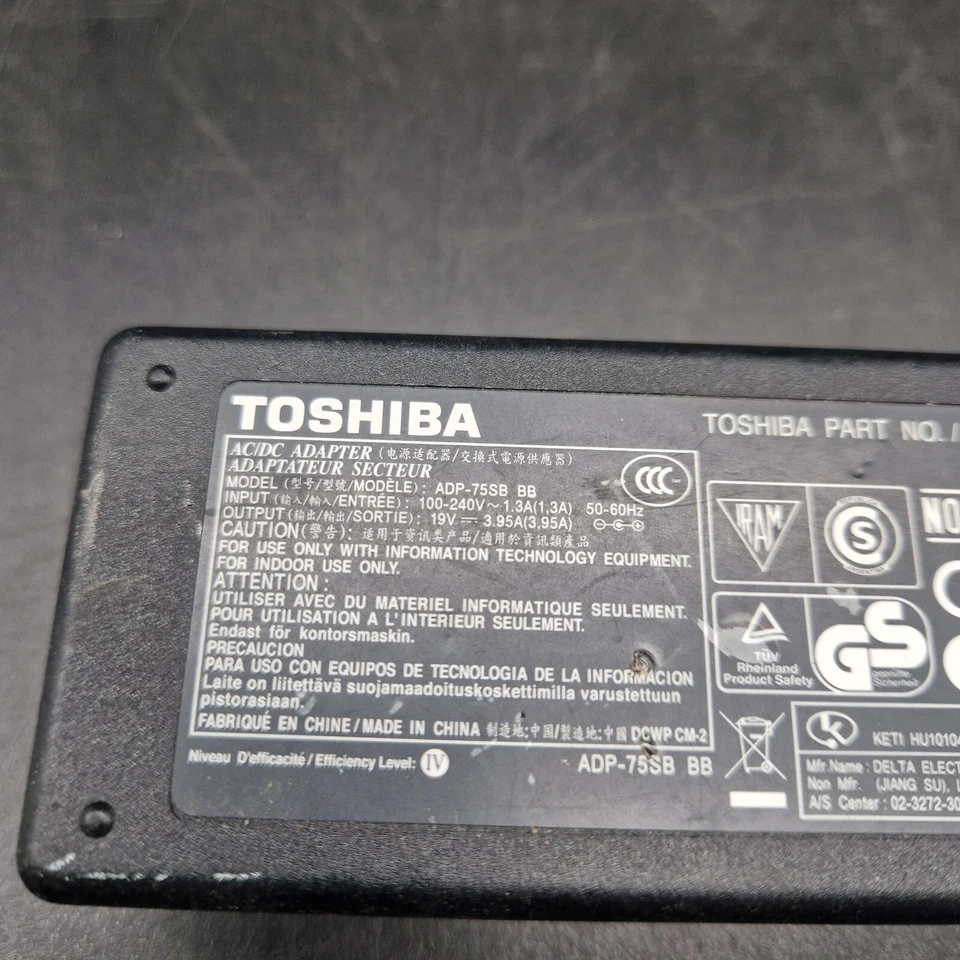 TOSHIBA
TOSHIBA PART NO. /
AC/DC ADAPTER (电源适配器/交換式電源供應器)
ADAPTATEUR SECTEUR
MODEL (型号/型號/MODÈLE): ADP-75SB BB
INPUT (输入/輸入/ENTRÉE): 100-240V~1.3A(1,3A) 50-60Hz
OUTPUT(输出/輸出/SORTIE): 19V ⎓ 3.95A(3,95A)
CAUTION(警告): 适用于资讯类产品/適用於資訊類產品
FOR USE ONLY WITH INFORMATION TECHNOLOGY EQUIPMENT.
FOR INDOOR USE ONLY.
ATTENTION :
UTILISER AVEC DU MATERIEL INFORMATIQUE SEULEMENT.
POUR UTILISATION A L'INTERIEUR SEULEMENT.
Endast för kontorsmaskin.
PRECAUCION
PARA USO CON EQUIPOS DE TECNOLOGIA DE LA INFORMACION
Laite on liitettävä suojamaadoituskoskettimilla varustettuun
pistorasiaan.
FABRIQUÉ EN CHINE/MADE IN CHINA 制造地:中国/製造地:中國 DCWP CM-2
Niveau D'efficacité / Efficiency Level: IV
ADP-75SB BB
CCC
IRAM
S
NO
TÜV
Rheinland
Product Safety
GS
geprüfte
Sicherheit
K
KETI HU1010
Mfr.Name : DELTA ELECT
Non Mfr. (JIANG SU), L
A/S Center : 02-3272-30